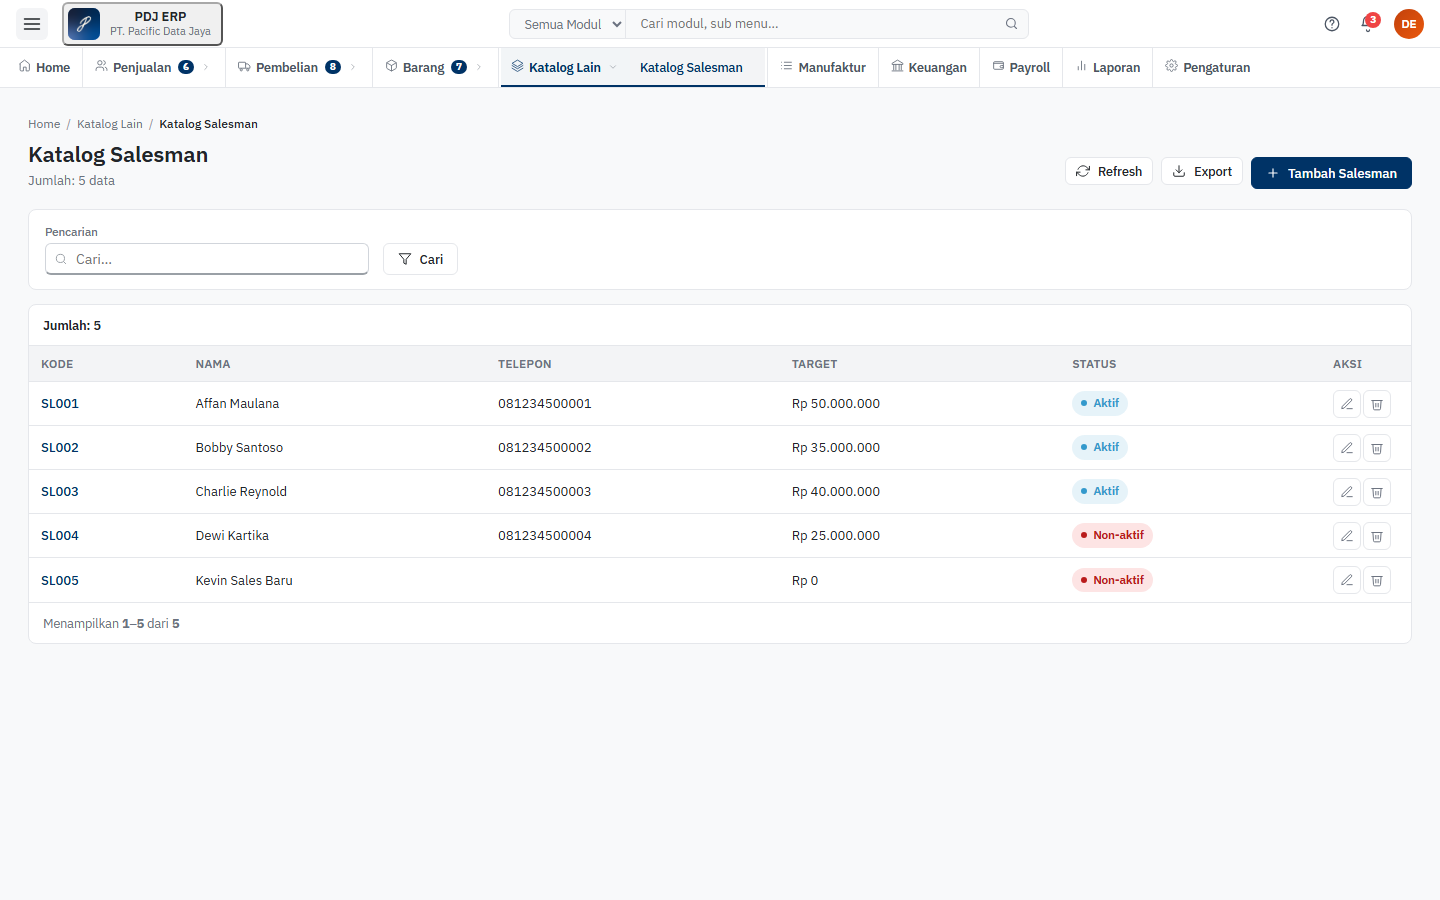 PDJ ERP
PT. Pacific Data Jaya
Semua Modul
Cari modul, sub menu...
3
DE
Home
Penjualan 6
Pembelian 8
Barang 7
Katalog Lain
Katalog Salesman
Manufaktur
Keuangan
Payroll
Laporan
Pengaturan
Home / Katalog Lain / Katalog Salesman
Katalog Salesman
Jumlah: 5 data
Refresh
Export
Tambah Salesman
Pencarian
Cari...
Cari
Jumlah: 5
KODE NAMA TELEPON TARGET STATUS AKSI
SL001 Affan Maulana 081234500001 Rp 50.000.000 Aktif
SL002 Bobby Santoso 081234500002 Rp 35.000.000 Aktif
SL003 Charlie Reynold 081234500003 Rp 40.000.000 Aktif
SL004 Dewi Kartika 081234500004 Rp 25.000.000 Non-aktif
SL005 Kevin Sales Baru Rp 0 Non-aktif
Menampilkan 1–5 dari 5